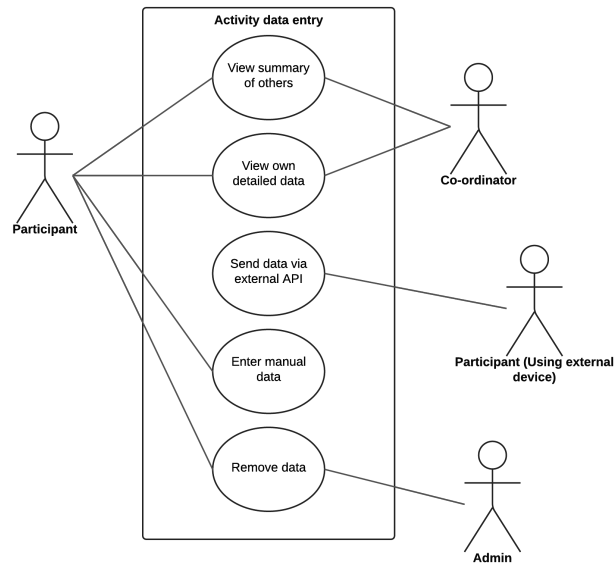 Activity data entry
View summary
of others
Participant
View own
detailed data
Co-ordinator
Send data via
external API
Enter manual
data
Participant (Using external
device)
Remove data
Admin